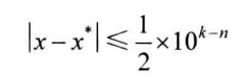 |x − x*| ⩽ 1/2 × 10^{k−n}